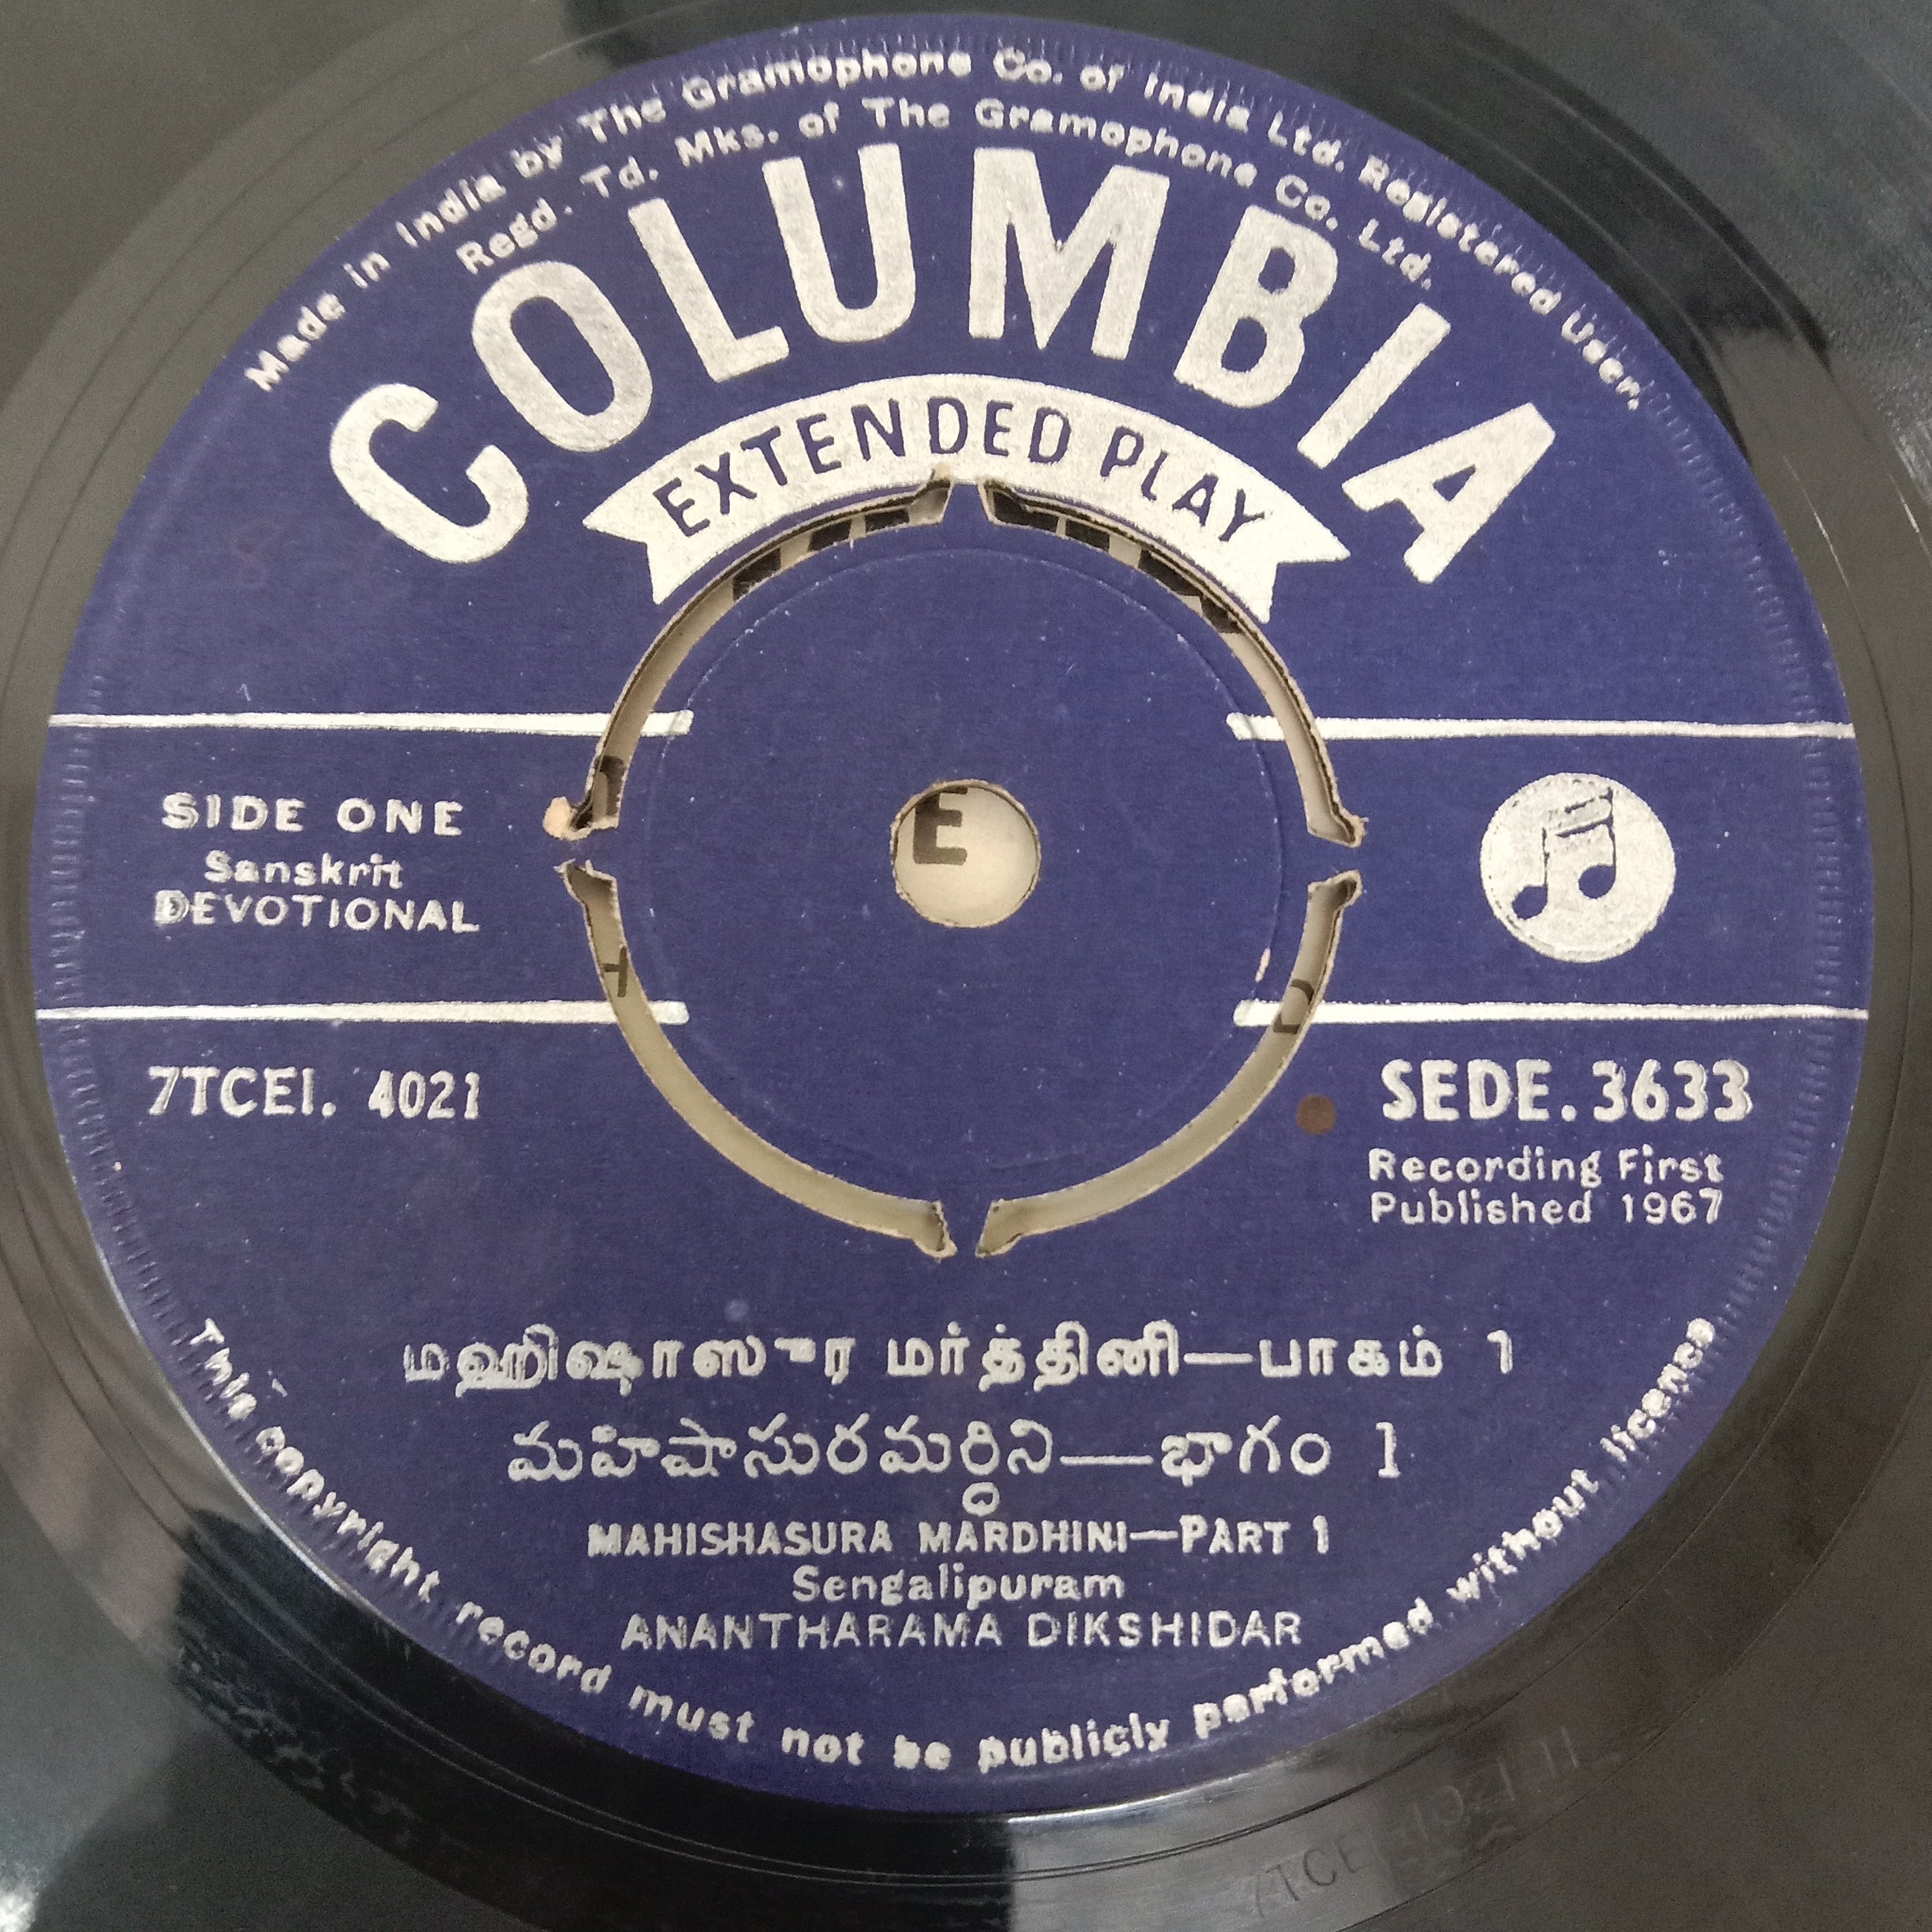 Made in India by The Gramophone Co. of India Ltd. Registered User.
Regd. Td. Mks. of The Gramophone Co. Ltd.
COLUMBIA
EXTENDED PLAY
E
SIDE ONE
Sanskrit
DEVOTIONAL
7TCEI. 4021
SEDE. 3633
Recording First
Published 1967
மஹிஷாஸுர மர்த்தினி—பாகம் 1
మహిషాసురమర్ధిని—భాగం 1
MAHISHASURA MARDHINI—PART 1
Sengalipuram
ANANTHARAMA DIKSHIDAR
This copyright record must not be publicly performed without license